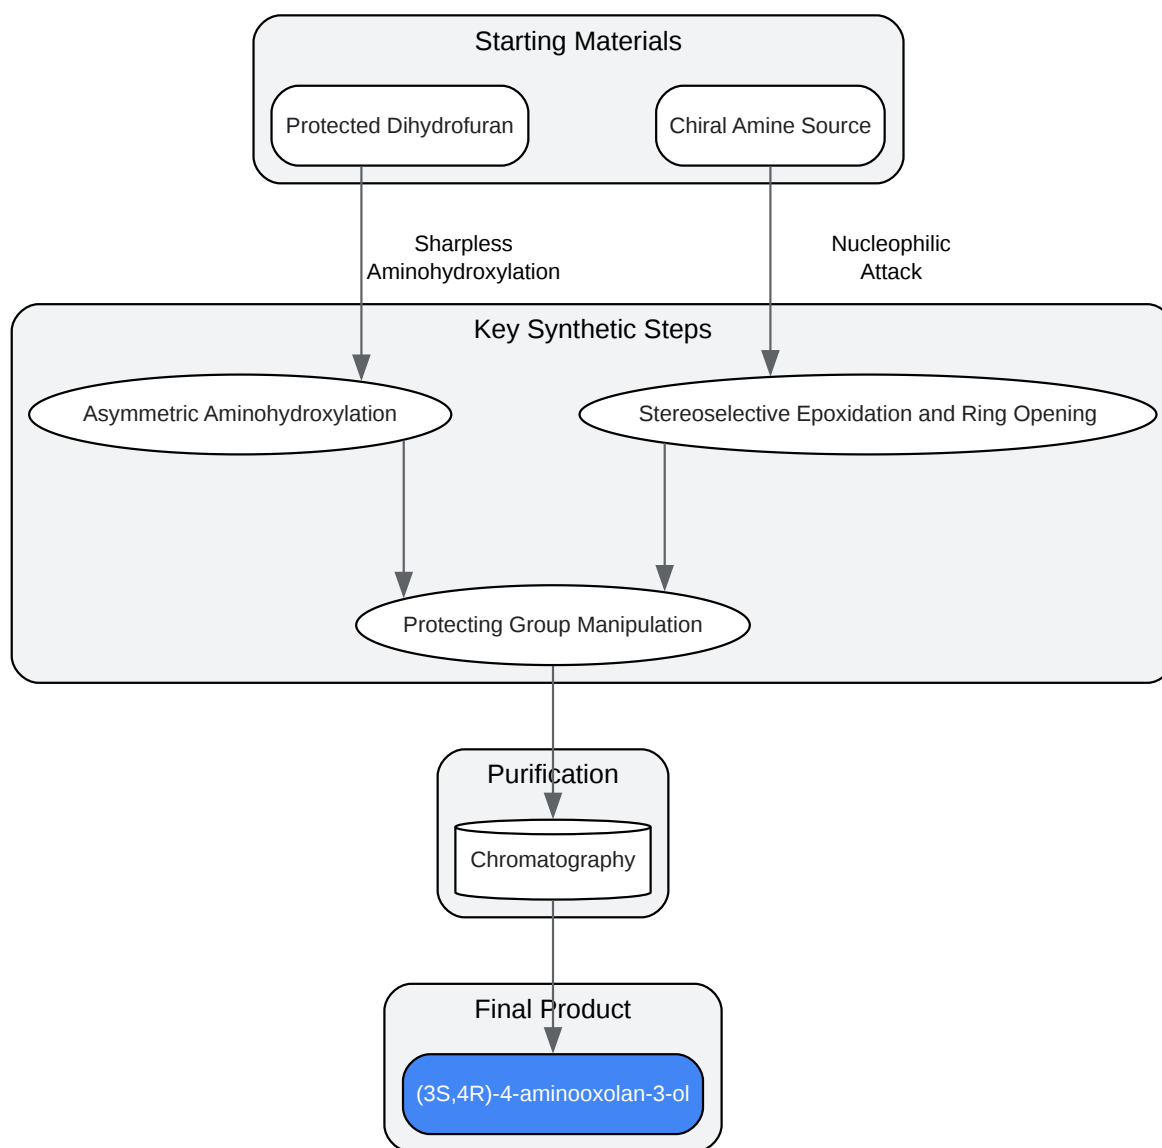 Starting Materials
Protected Dihydrofuran
Chiral Amine Source
Sharpless
Aminohydroxylation
Nucleophilic
Attack
Key Synthetic Steps
Asymmetric Aminohydroxylation
Stereoselective Epoxidation and Ring Opening
Protecting Group Manipulation
Purification
Chromatography
Final Product
(3S,4R)-4-aminooxolan-3-ol